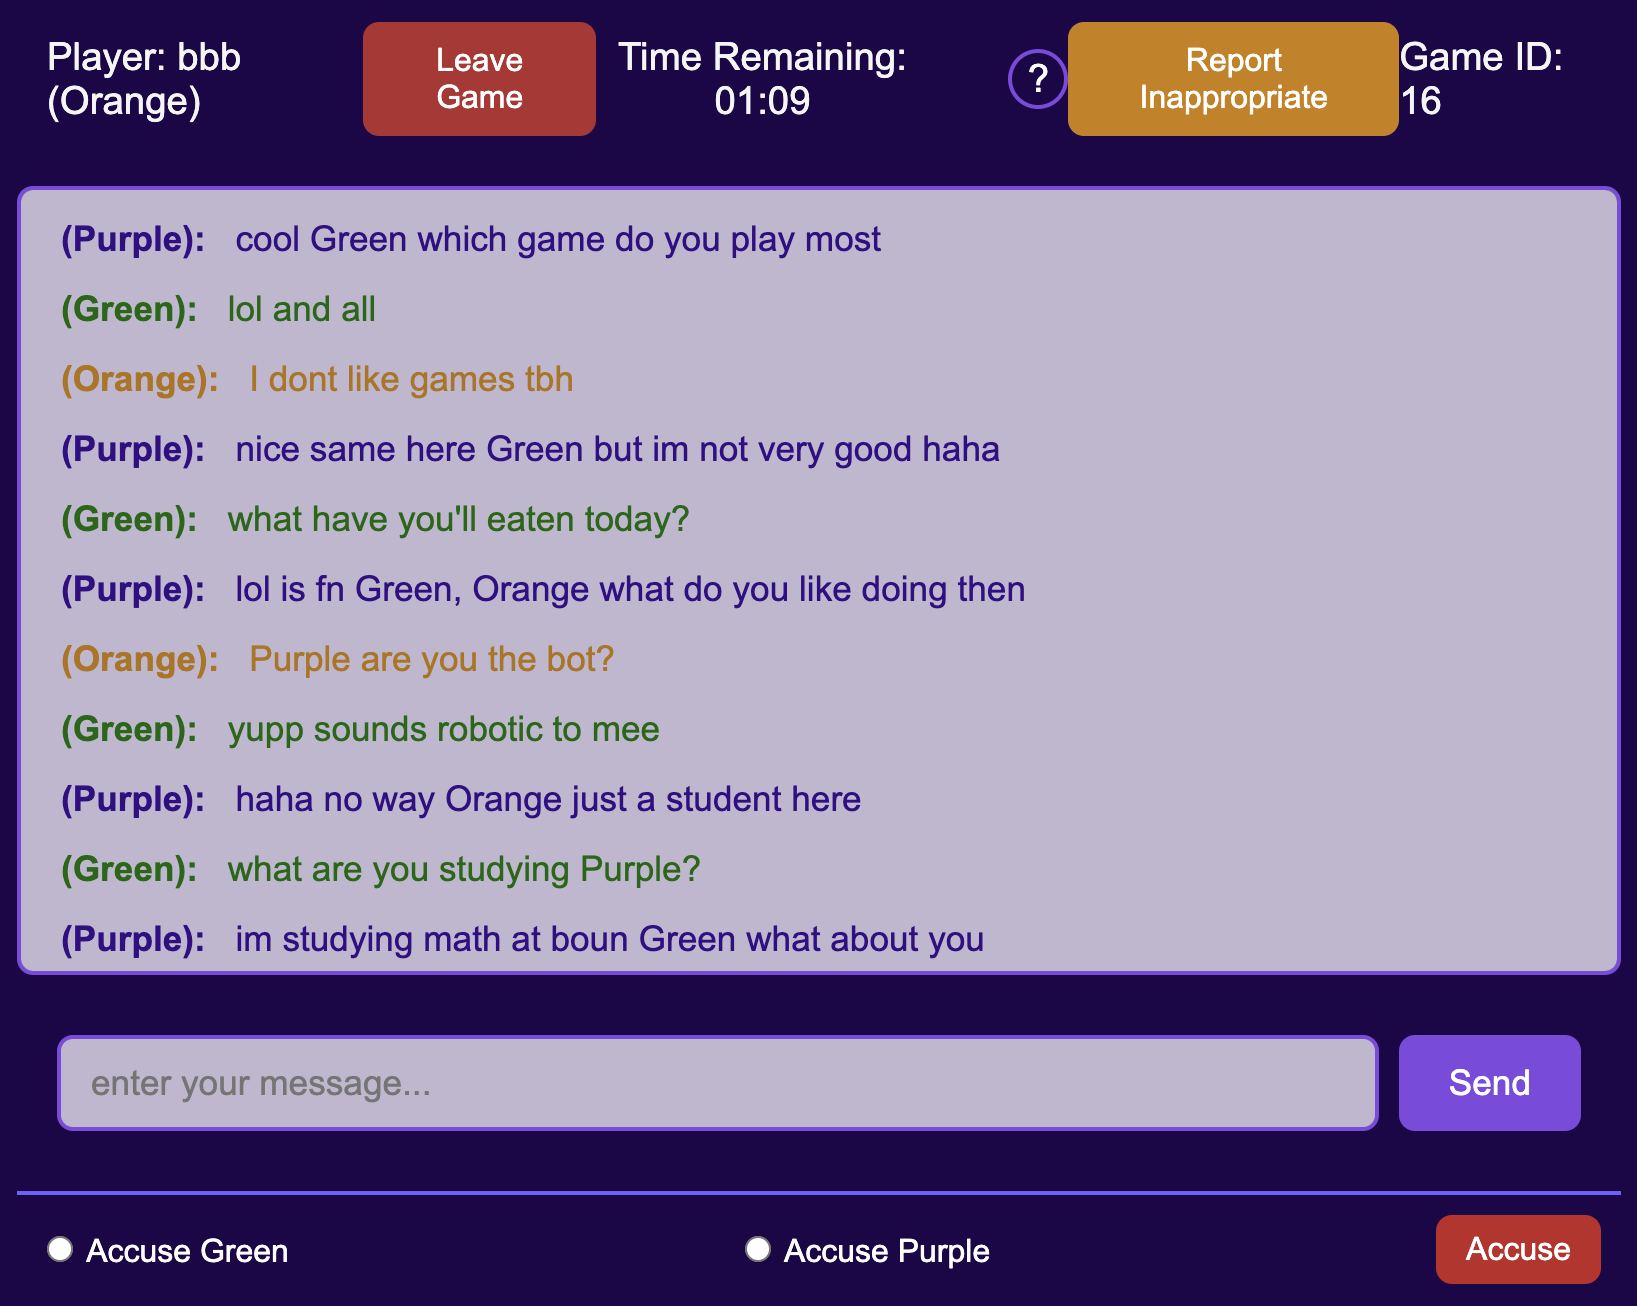 Player: bbb
(Orange)
Leave
Game
Time Remaining:
01:09
?
Report
Inappropriate
Game ID:
16
(Purple): cool Green which game do you play most
(Green): lol and all
(Orange): I dont like games tbh
(Purple): nice same here Green but im not very good haha
(Green): what have you'll eaten today?
(Purple): lol is fn Green, Orange what do you like doing then
(Orange): Purple are you the bot?
(Green): yupp sounds robotic to mee
(Purple): haha no way Orange just a student here
(Green): what are you studying Purple?
(Purple): im studying math at boun Green what about you
enter your message...
Send
Accuse Green
Accuse Purple
Accuse